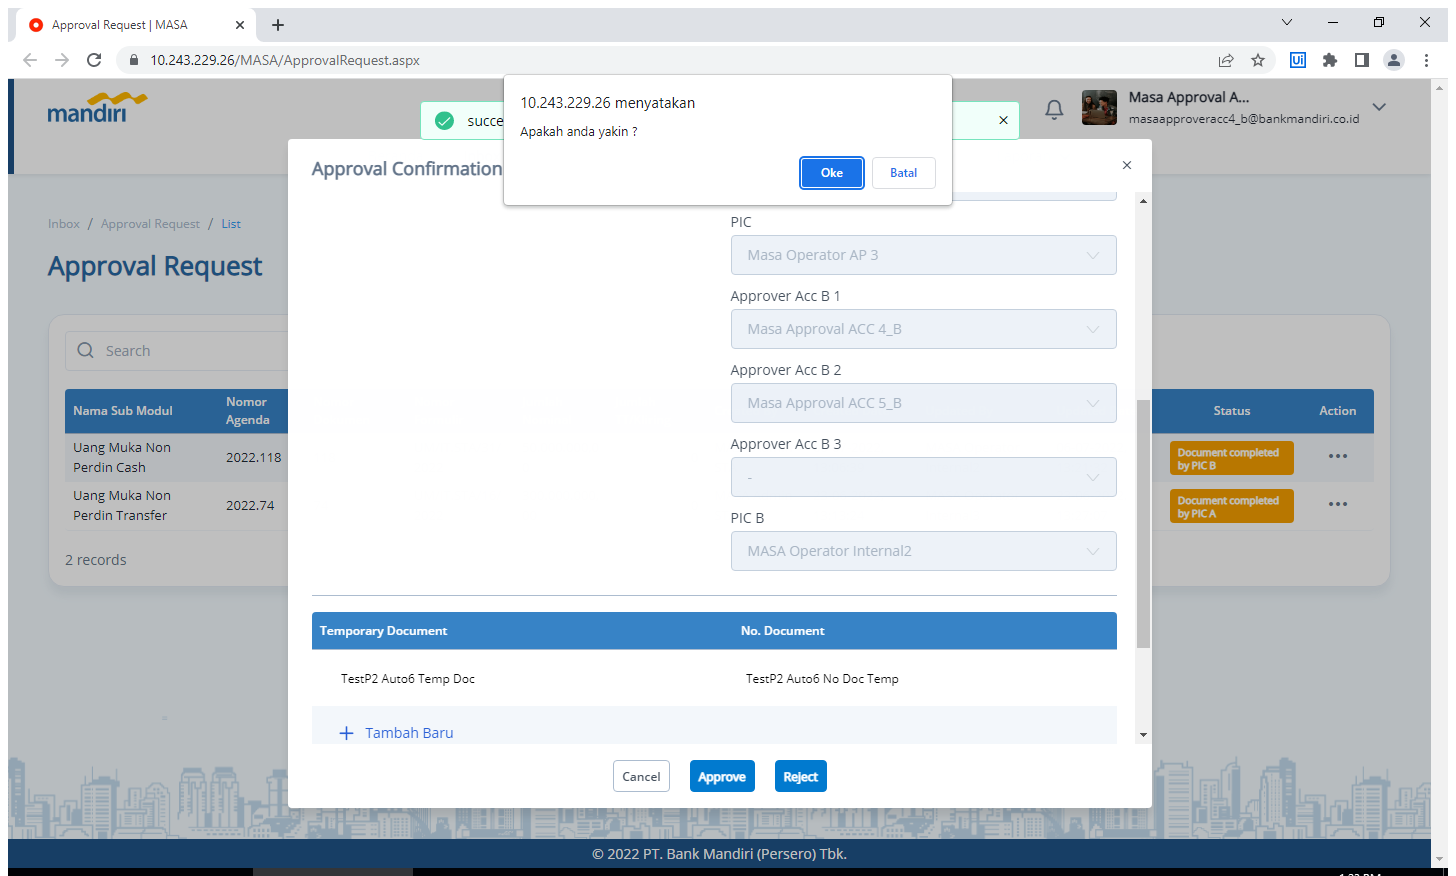 Approval Request | MASA
10.243.229.26/MASA/ApprovalRequest.aspx
Ui
mandiri
succe
10.243.229.26 menyatakan
Apakah anda yakin ?
Oke
Batal
Masa Approval A...
masaapproveracc4_b@bankmandiri.co.id
Inbox / Approval Request / List
Approval Request
Search
Nama Sub Modul
Nomor
Agenda
Status
Action
Uang Muka Non
Perdin Cash
2022.118
Document completed
by PIC B
Uang Muka Non
Perdin Transfer
2022.74
Document completed
by PIC A
2 records
Approval Confirmation
PIC
Masa Operator AP 3
Approver Acc B 1
Masa Approval ACC 4_B
Approver Acc B 2
Masa Approval ACC 5_B
Approver Acc B 3
-
PIC B
MASA Operator Internal2
Temporary Document
No. Document
TestP2 Auto6 Temp Doc
TestP2 Auto6 No Doc Temp
+ Tambah Baru
Cancel
Approve
Reject
© 2022 PT. Bank Mandiri (Persero) Tbk.